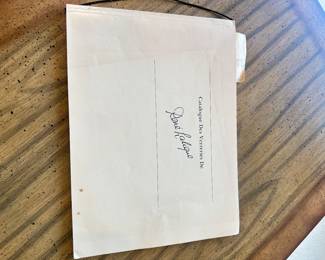 Catalogue Des Verreries De
René Lalique